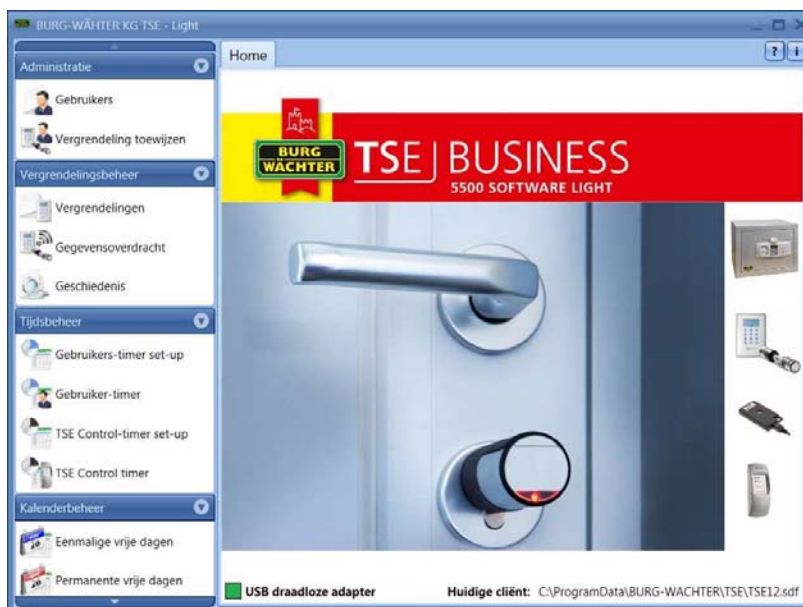 BURG-WÄHTER KG TSE - Light
Administratie
Gebruikers
Vergrendeling toewijzen
Vergrendelingsbeheer
Vergrendelingen
Gegevensoverdracht
Geschiedenis
Tijdsbeheer
Gebruikers-timer set-up
Gebruiker-timer
TSE Control-timer set-up
TSE Control timer
Kalenderbeheer
Eenmalige vrije dagen
Permanente vrije dagen
Home
? i
BURG
WÄCHTER
TSE BUSINESS
5500 SOFTWARE LIGHT
USB draadloze adapter
Huidige cliënt: C:\ProgramData\BURG-WACHTER\TSE\TSE12.sdf